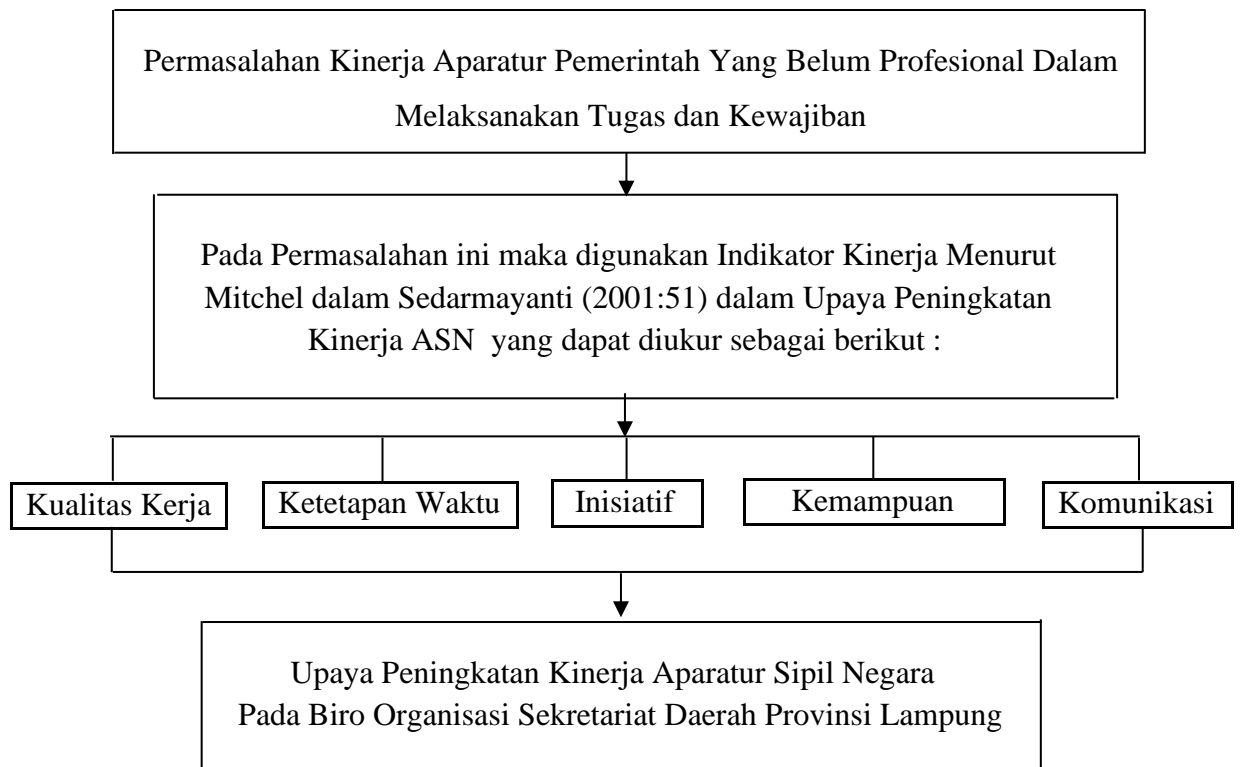 Permasalahan Kinerja Aparatur Pemerintah Yang Belum Profesional Dalam
Melaksanakan Tugas dan Kewajiban
Pada Permasalahan ini maka digunakan Indikator Kinerja Menurut
Mitchel dalam Sedarmayanti (2001:51) dalam Upaya Peningkatan
Kinerja ASN  yang dapat diukur sebagai berikut :
Kualitas Kerja
Ketetapan Waktu
Inisiatif
Kemampuan
Komunikasi
Upaya Peningkatan Kinerja Aparatur Sipil Negara
Pada Biro Organisasi Sekretariat Daerah Provinsi Lampung